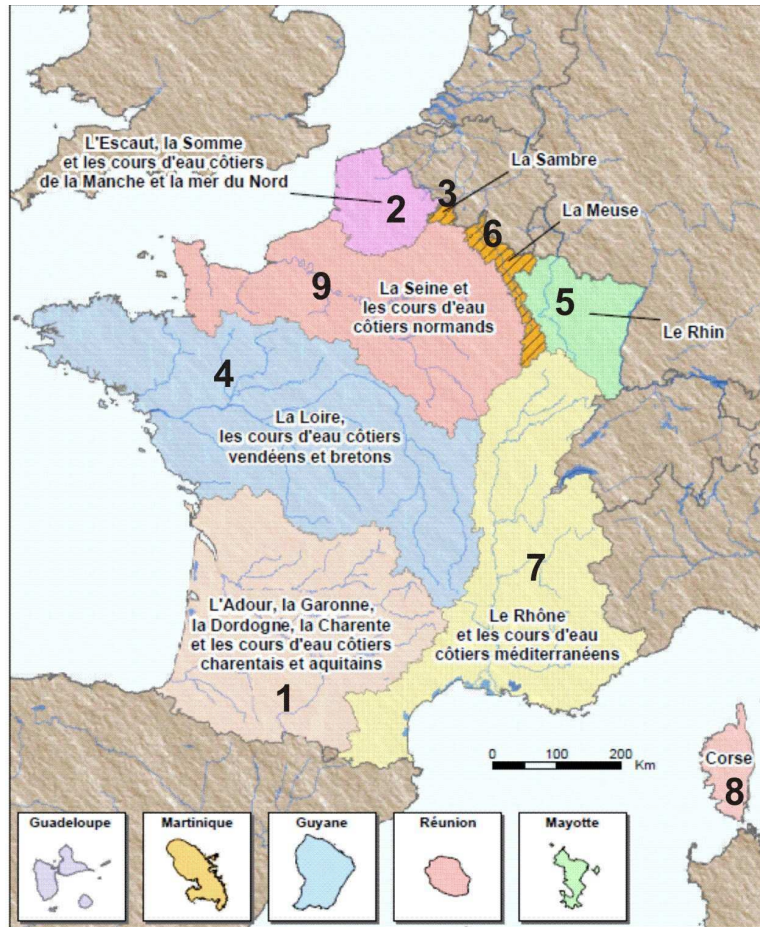 L'Escaut, la Somme
et les cours d'eau côtiers
de la Manche et la mer du Nord
2
3
La Sambre
6
La Meuse
9
La Seine et
les cours d'eau
côtiers normands
5
Le Rhin
4
La Loire,
les cours d'eau côtiers
vendéens et bretons
7
Le Rhône
et les cours d'eau
côtiers méditerranéens
L'Adour, la Garonne,
la Dordogne, la Charente
et les cours d'eau côtiers
charentais et aquitains
1
Corse
8
0 100 200
Km
Guadeloupe
Martinique
Guyane
Réunion
Mayotte